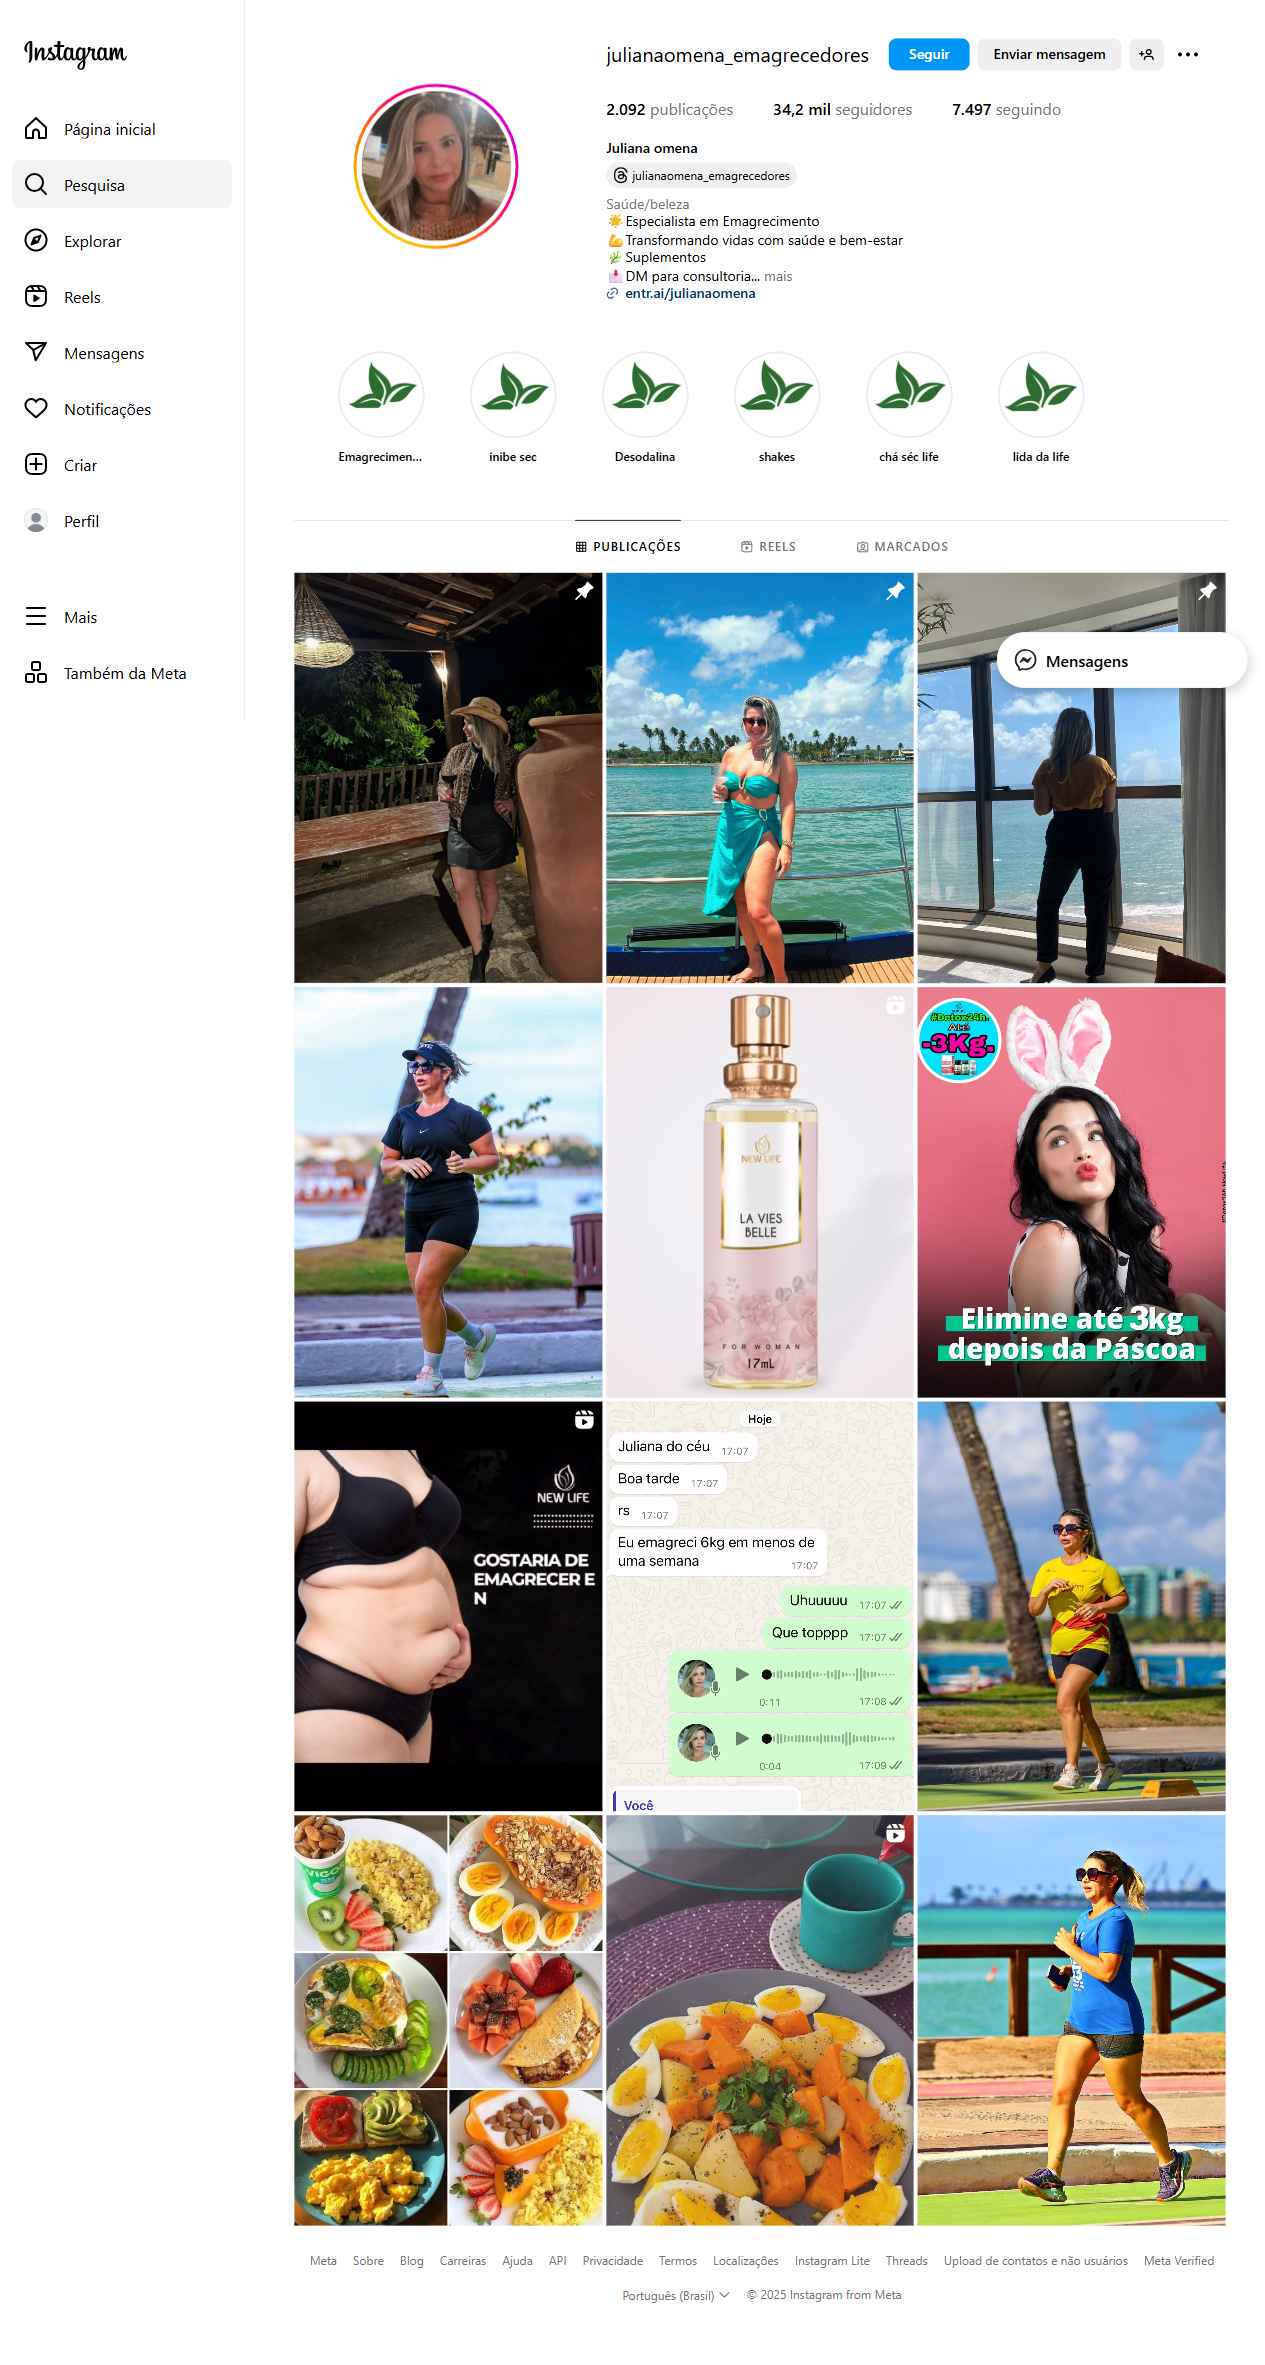 Instagram
Página inicial
Pesquisa
Explorar
Reels
Mensagens
Notificações
Criar
Perfil
Mais
Também da Meta
julianaomena_emagrecedores
Seguir
Enviar mensagem
2.092 publicações
34,2 mil seguidores
7.497 seguindo
Juliana omena
julianaomena_emagrecedores
Saúde/beleza
Especialista em Emagrecimento
Transformando vidas com saúde e bem-estar
Suplementos
DM para consultoria... mais
entr.ai/julianaomena
Emagrecimen...
inibe sec
Desodalina
shakes
chá séc life
lida da life
PUBLICAÇÕES
REELS
MARCADOS
Mensagens
NEW LIFE
LA VIES
BELLE
FOR WOMAN
17mL
#Detox24h.
Até
-3Kg.
Elimine até 3kg
depois da Páscoa
NEW LIFE
GOSTARIA DE
EMAGRECER E
N
Hoje
Juliana do céu 17:07
Boa tarde 17:07
rs 17:07
Eu emagreci 6kg em menos de
uma semana 17:07
Uhuuuuu 17:07
Que topppp 17:07
0:11 17:08
0:04 17:09
Você
VIGOR
Meta
Sobre
Blog
Carreiras
Ajuda
API
Privacidade
Termos
Localizações
Instagram Lite
Threads
Upload de contatos e não usuários
Meta Verified
Português (Brasil)
© 2025 Instagram from Meta